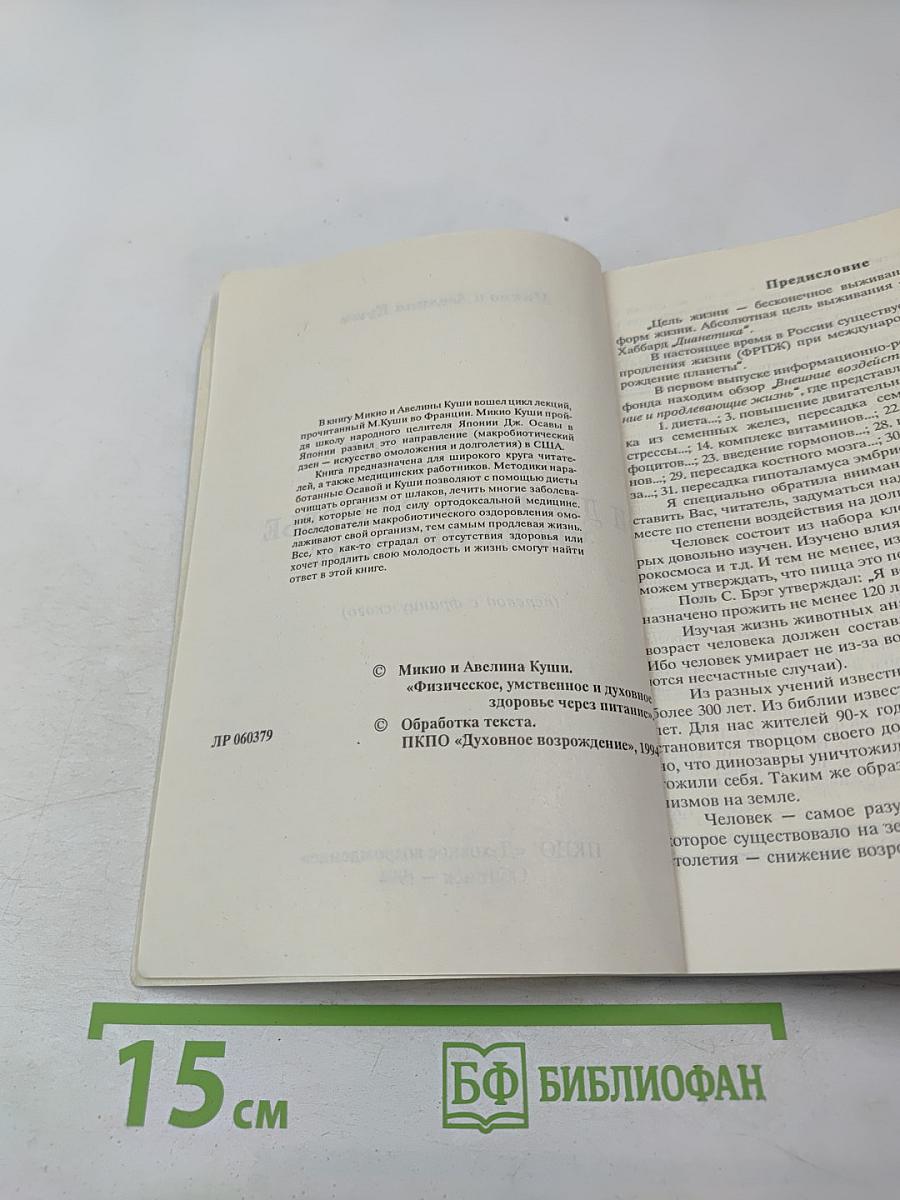 В книгу Микио и Авелины Куши вошел цикл лекций,
прочитанный М.Куши во Франции. Микио Куши прой-
дя школу народного целителя Японии Дж. Осавы в
Японии развил это направление (макробиотический
дзен — искусство омоложения и долголетия) в США.
Книга предназначена для широкого круга читате-
лей, а также медицинских работников. Методики нара-
ботанные Осавой и Куши позволяют с помощью диеты
очищать организм от шлаков, лечить многие заболева-
ния, которые не под силу ортодоксальной медицине.
Последователи макробиотического оздоровления омо-
лаживают свой организм, тем самым продлевая жизнь.
Все, кто как-то страдал от отсутствия здоровья или
хочет продлить свою молодость и жизнь смогут найти
ответ в этой книге.
© Микио и Авелина Куши.
«Физическое, умственное и духовное
здоровье через питание»,
© Обработка текста.
ПКПО «Духовное возрождение», 1994
ЛР 060379
Предисловие
„Цель жизни — бесконечное выживан
форм жизни. Абсолютная цель выживания
Хаббард „Дианетика".
В настоящее время в России существуе
продления жизни (ФРПЖ) при междунаро
рождение планеты".
В первом выпуске информационно-р
фонда находим обзор „Внешние воздейст
ние и продлевающие жизнь", где представл
1. диета...; 3. повышение двигательн
ка из семенных желез, пересадка сем
стрессы...; 14. комплекс витаминов...; 22.
фоцитов...; 23. введение гормонов...; 28.
нов...; 29. пересадка костного мозга...; 30
за...; 31. пересадка гипоталамуса эмбрио
Я специально обратила вниман
ставить Вас, читатель, задуматься над
месте по степени воздействия на дол
Человек состоит из набора кле
рых довольно изучен. Изучено влия
рокосмоса и т.д. И тем не менее, из
можем утверждать, что пища это пе
Поль С. Брэг утверждал: „Я в
назначено прожить не менее 120 л
Изучая жизнь животных ан
возраст человека должен состав
Ибо человек умирает не из-за во
ются несчастные случаи).
Из разных учений известн
более 300 лет. Из библии извест
лет. Для нас жителей 90-х год
становится творцом своего до
но, что динозавры уничтожил
тожили себя. Таким же образ
измов на земле.
Человек — самое разу
которое существовало на зе
столетия — снижение возро
15 см
БФ БИБЛИОФАН